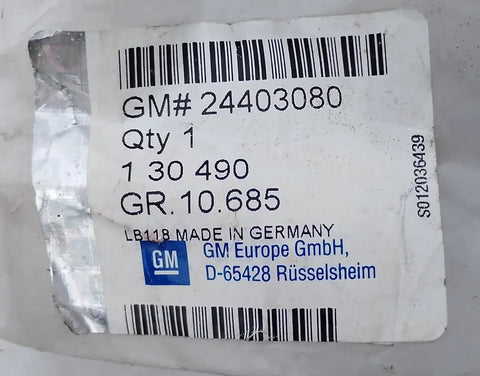 GM# 24403080
Qty 1
1 30 490
GR.10.685
LB118 MADE IN GERMANY
GM
GM Europe GmbH,
D-65428 Rüsselsheim
S012036439